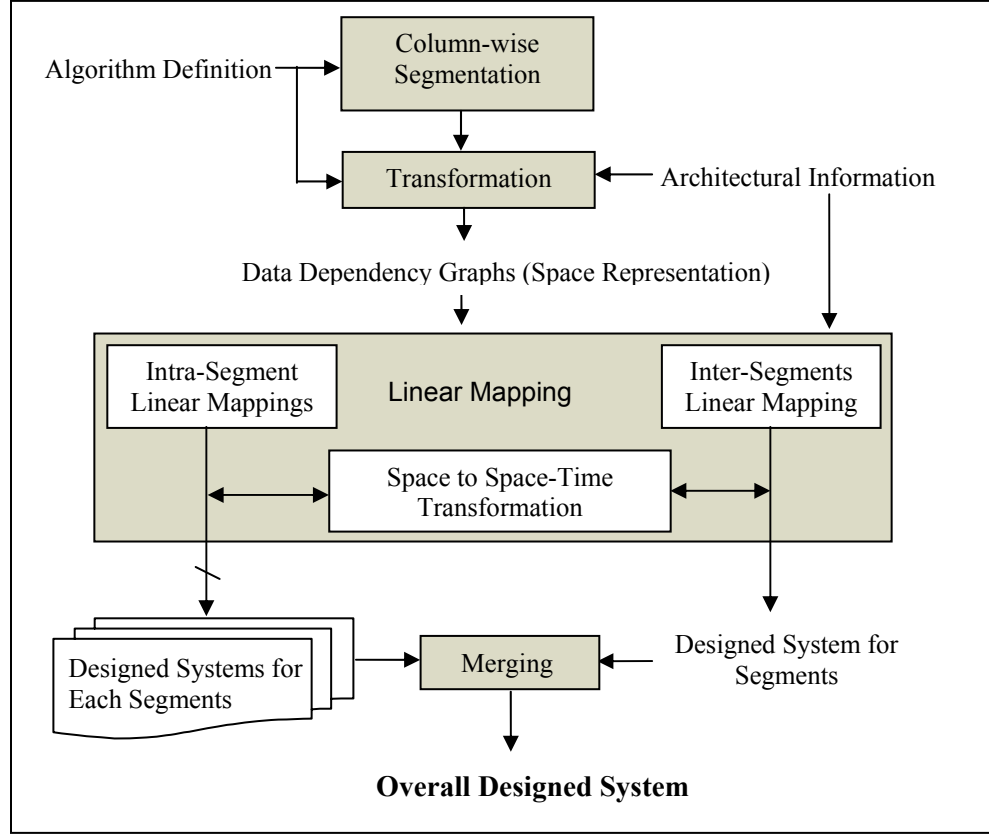 Column-wise
Segmentation
Algorithm Definition
Transformation
Architectural Information
Data Dependency Graphs (Space Representation)
Intra-Segment
Linear Mappings
Linear Mapping
Inter-Segments
Linear Mapping
Space to Space-Time
Transformation
Designed Systems for
Each Segments
Merging
Designed System for
Segments
Overall Designed System